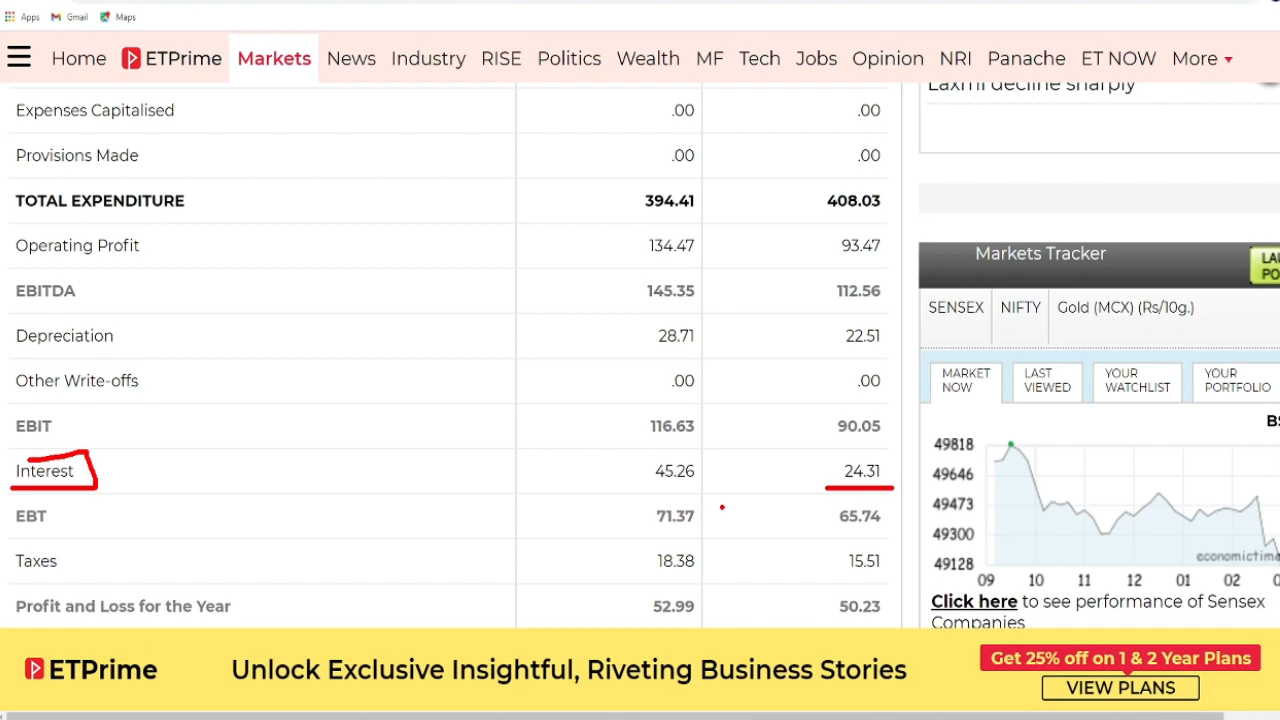 Apps Gmail Maps
Home ETPrime Markets News Industry RISE Politics Wealth MF Tech Jobs Opinion NRI Panache ET NOW More
Laxmi decline sharply
Expenses Capitalised .00 .00
Provisions Made .00 .00
TOTAL EXPENDITURE 394.41 408.03
Operating Profit 134.47 93.47
EBITDA 145.35 112.56
Depreciation 28.71 22.51
Other Write-offs .00 .00
EBIT 116.63 90.05
Interest 45.26 24.31
EBT 71.37 65.74
Taxes 18.38 15.51
Profit and Loss for the Year 52.99 50.23
Markets Tracker
LAU
PO
SENSEX NIFTY Gold (MCX) (Rs/10g.)
MARKET NOW
LAST VIEWED
YOUR WATCHLIST
YOUR PORTFOLIO
BS
49818
49646
49473
49300
49128
economictime
09 10 11 12 01 02 0
Click here to see performance of Sensex
Companies
ETPrime Unlock Exclusive Insightful, Riveting Business Stories
Get 25% off on 1 & 2 Year Plans
VIEW PLANS